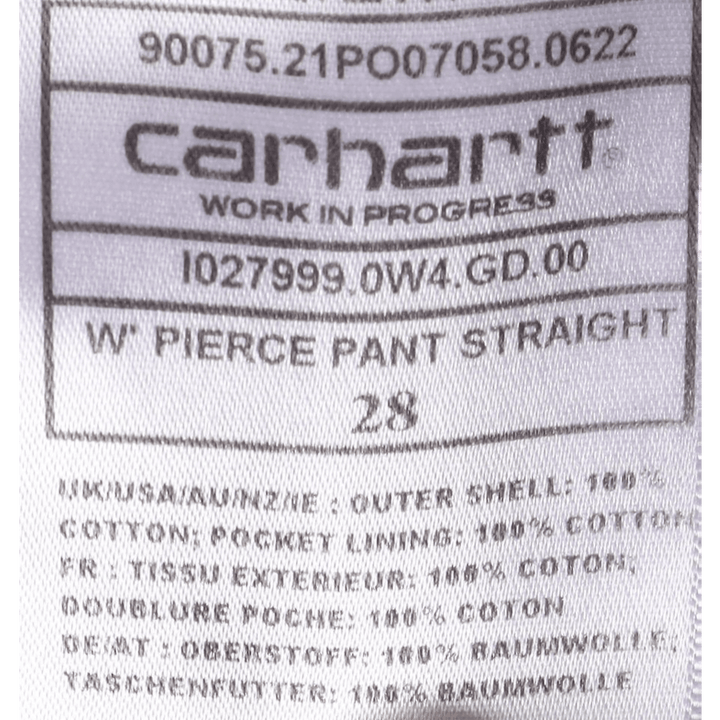 90075.21PO07058.0622
carhartt®
WORK IN PROGRESS
I027999.0W4.GD.00
W' PIERCE PANT STRAIGHT
28
UK/USA/AU/NZ/IE : OUTER SHELL: 100%
COTTON; POCKET LINING: 100% COTTON
FR : TISSU EXTERIEUR: 100% COTON;
DOUBLURE POCHE: 100% COTON
DE/AT : OBERSTOFF: 100% BAUMWOLLE;
TASCHENFUTTER: 100% BAUMWOLLE